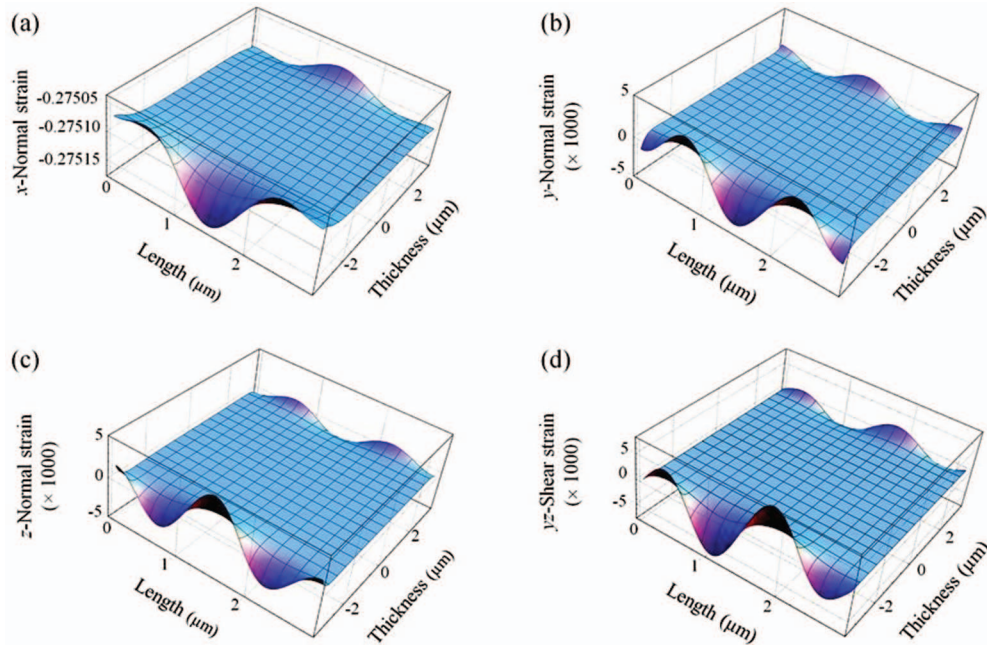 (a)
x-Normal strain
-0.27505
-0.27510
-0.27515
0
1
2
Length (μm)
-2
0
2
Thickness (μm)
(b)
y-Normal strain
(× 1000)
5
0
-5
0
1
2
Length (μm)
-2
0
2
Thickness (μm)
(c)
z-Normal strain
(× 1000)
5
0
-5
0
1
2
Length (μm)
-2
0
2
Thickness (μm)
(d)
yz-Shear strain
(× 1000)
5
0
-5
0
1
2
Length (μm)
-2
0
2
Thickness (μm)